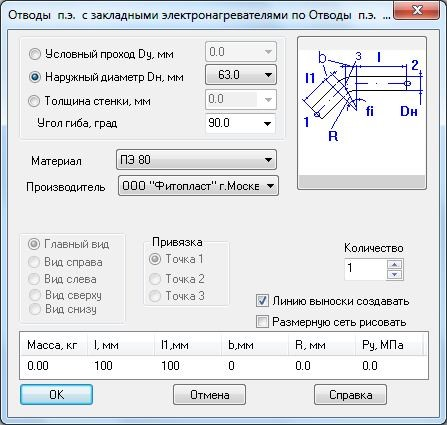 Отводы п.э. с закладными электронагревателями по Отводы п.э. ...
Условный проход Dy, мм 0.0
Наружный диаметр Dн, мм 63.0
Толщина стенки, мм 0.0
Угол гиба, град 90.0
b 3 l 2
l1
Dн
1 R fi
Материал ПЭ 80
Производитель ООО "Фитопласт" г.Москв
Главный вид
Вид справа
Вид слева
Вид сверху
Вид снизу
Привязка
Точка 1
Точка 2
Точка 3
Количество
1
Линию выноски создавать
Размерную сеть рисовать
Масса, кг l, мм l1,мм b,мм R, мм Py, МПа
0.00 100 100 0 0.0 0.0
OK Отмена Справка